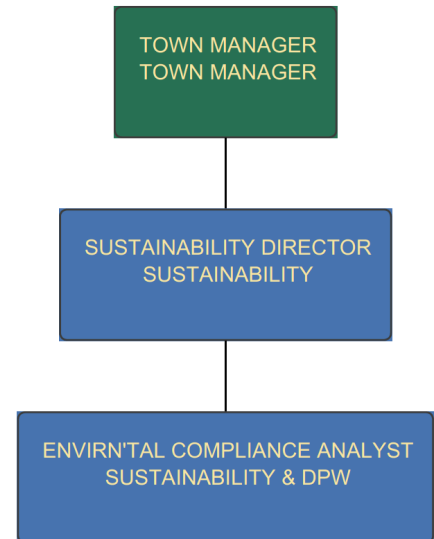 TOWN MANAGER
TOWN MANAGER
SUSTAINABILITY DIRECTOR
SUSTAINABILITY
ENVIRN'TAL COMPLIANCE ANALYST
SUSTAINABILITY & DPW